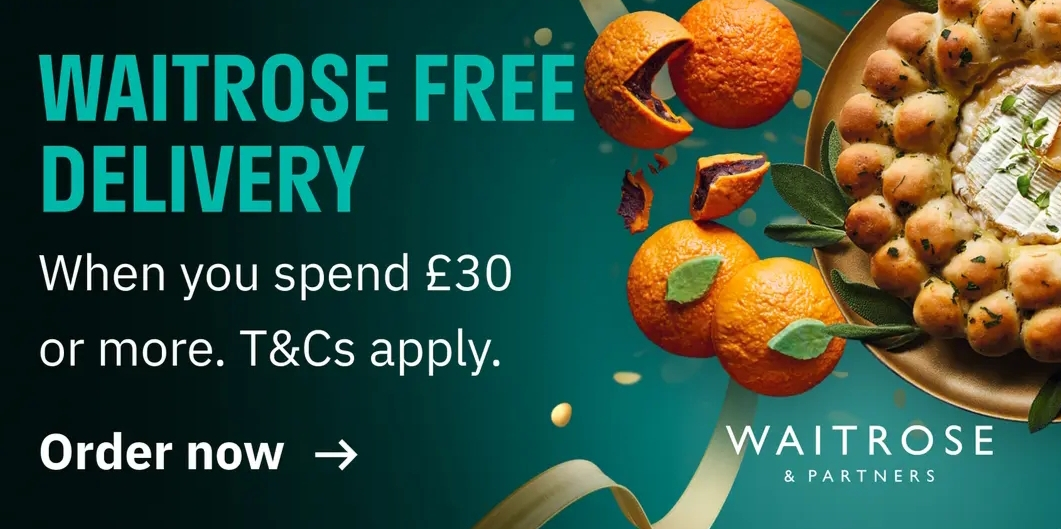 WAITROSE FREE
DELIVERY
When you spend £30
or more. T&Cs apply.
Order now →
WAITROSE
& PARTNERS